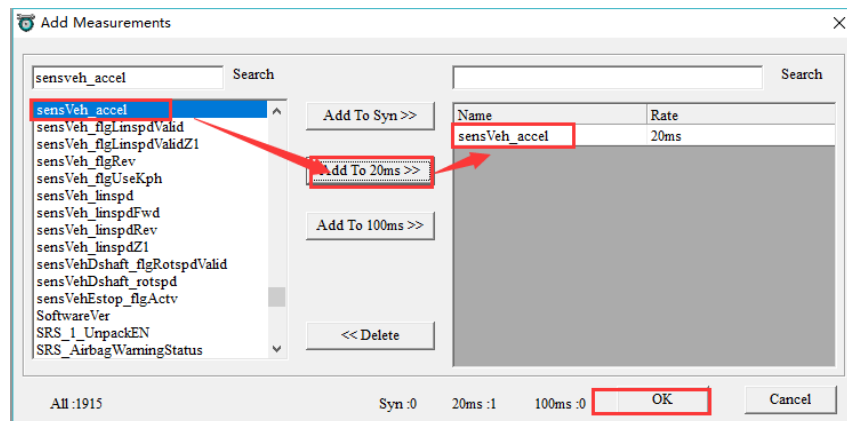 Add Measurements
sensveh_accel Search Search
sensVeh_accel
sensVeh_flgLinspdValid
sensVeh_flgLinspdValidZ1
sensVeh_flgRev
sensVeh_flgUseKph
sensVeh_linspd
sensVeh_linspdFwd
sensVeh_linspdRev
sensVeh_linspdZ1
sensVehDshaft_flgRotspdValid
sensVehDshaft_rotspd
sensVehEstop_flgActv
SoftwareVer
SRS_1_UnpackEN
SRS_AirbagWarningStatus
Add To Syn >>
Add To 20ms >>
Add To 100ms >>
<< Delete
Name Rate
sensVeh_accel 20ms
All :1915 Syn :0 20ms :1 100ms :0 OK Cancel